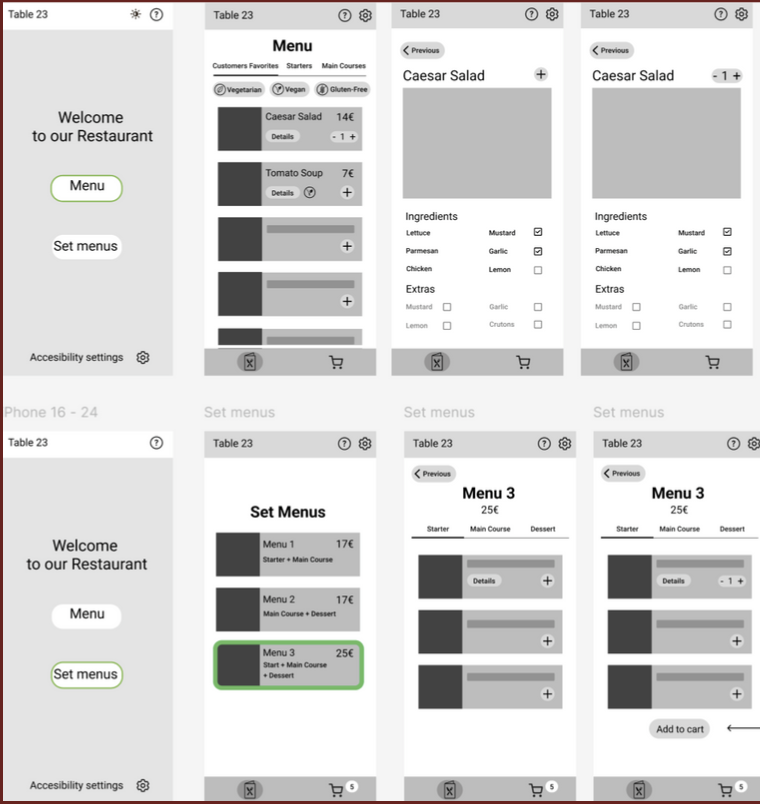 Table 23
Welcome
to our Restaurant
Menu
Set menus
Accesibility settings
Table 23
Menu
Customers Favorites Starters Main Courses
Vegetarian Vegan Gluten-Free
Caesar Salad 14€
Details - 1 +
Tomato Soup 7€
Details +
+
+
Table 23
Previous
Caesar Salad +
Ingredients
Lettuce Mustard
Parmesan Garlic
Chicken Lemon
Extras
Mustard Garlic
Lemon Crutons
Table 23
Previous
Caesar Salad - 1 +
Ingredients
Lettuce Mustard
Parmesan Garlic
Chicken Lemon
Extras
Mustard Garlic
Lemon Crutons
Phone 16 - 24
Table 23
Welcome
to our Restaurant
Menu
Set menus
Accesibility settings
Set menus
Table 23
Set Menus
Menu 1 17€
Starter + Main Course
Menu 2 17€
Main Course + Dessert
Menu 3 25€
Start + Main Course
+ Dessert
5
Set menus
Table 23
Previous
Menu 3
25€
Starter Main Course Dessert
Details +
+
+
5
Set menus
Table 23
Previous
Menu 3
25€
Starter Main Course Dessert
Details - 1 +
+
+
Add to cart
5